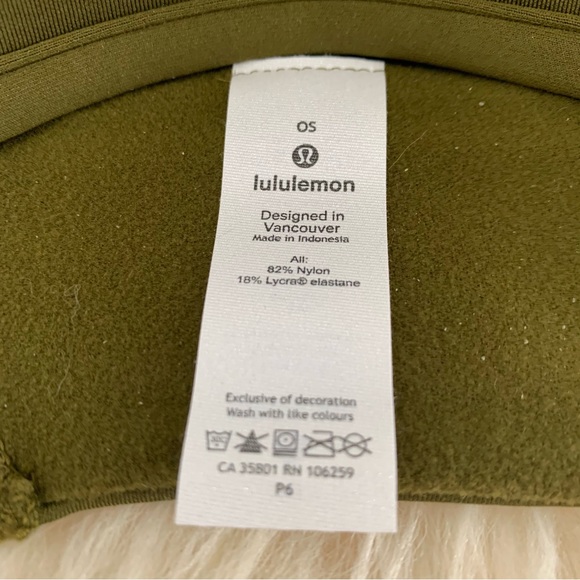 OS
lululemon
Designed in
Vancouver
Made in Indonesia
All:
82% Nylon
18% Lycra® elastane
Exclusive of decoration
Wash with like colours
CA 35801 RN 106259
P6